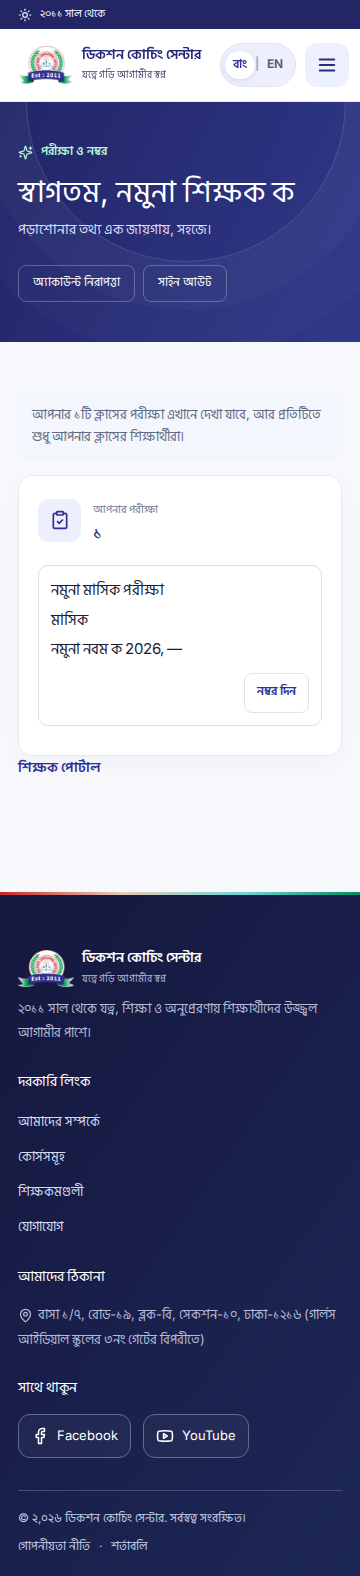 ২০১১ সাল থেকে
ডিকশন কোচিং সেন্টার
যত্নে গড়ি আগামীর স্বপ্ন
বাং | EN
Est : 2011
পরীক্ষা ও নম্বর
স্বাগতম, নমুনা শিক্ষক ক
পড়াশোনার তথ্য এক জায়গায়, সহজে।
অ্যাকাউন্ট নিরাপত্তা
সাইন আউট
আপনার ১টি ক্লাসের পরীক্ষা এখানে দেখা যাবে, আর প্রতিটিতে
শুধু আপনার ক্লাসের শিক্ষার্থীরা।
আপনার পরীক্ষা
১
নমুনা মাসিক পরীক্ষা
মাসিক
নমুনা নবম ক 2026, —
নম্বর দিন
শিক্ষক পোর্টাল
ডিকশন কোচিং সেন্টার
যত্নে গড়ি আগামীর স্বপ্ন
Est : 2011
২০১১ সাল থেকে যত্ন, শিক্ষা ও অনুপ্রেরণায় শিক্ষার্থীদের উজ্জ্বল
আগামীর পাশে।
দরকারি লিংক
আমাদের সম্পর্কে
কোর্সসমূহ
শিক্ষকমণ্ডলী
যোগাযোগ
আমাদের ঠিকানা
বাসা ১/৭, রোড-১৯, ব্লক-বি, সেকশন-১০, ঢাকা-১২১৬ (গার্লস
আইডিয়াল স্কুলের ৩নং গেটের বিপরীতে)
সাথে থাকুন
Facebook
YouTube
© ২,০২৬ ডিকশন কোচিং সেন্টার. সর্বস্বত্ব সংরক্ষিত।
গোপনীয়তা নীতি · শর্তাবলি